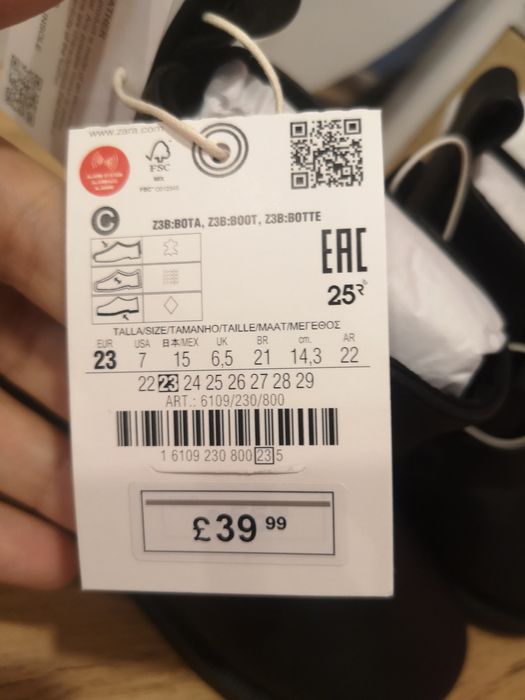 www.zara.com
FSC
MIX
C
Z3B:BOTA, Z3B:BOOT, Z3B:BOTTE
EAC
25
TALLA/SIZE/TAMANHO/TAILLE/MAAT/ΜΕΓΕΘΟΣ
EUR USA 日本/MEX UK BR cm. AR
23 7 15 6,5 21 14,3 22
22 23 24 25 26 27 28 29
ART.: 6109/230/800
1 6109 230 800 23 5
£39 99